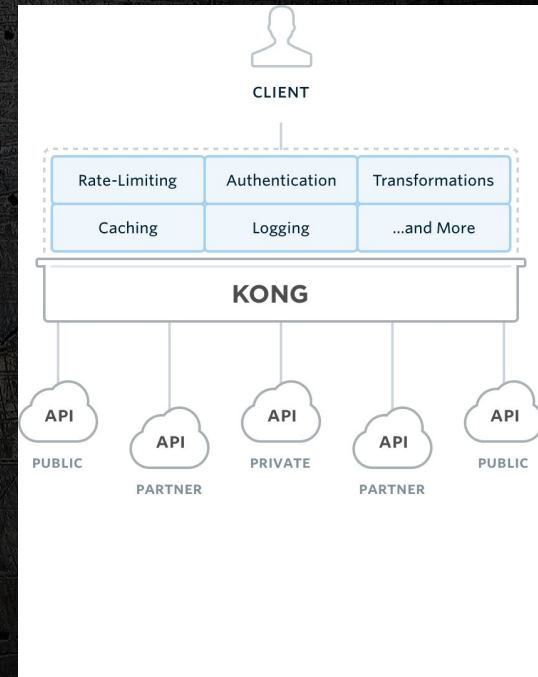 CLIENT
Rate-Limiting Authentication Transformations
Caching Logging ...and More
KONG
API API API API API
PUBLIC PARTNER PRIVATE PARTNER PUBLIC